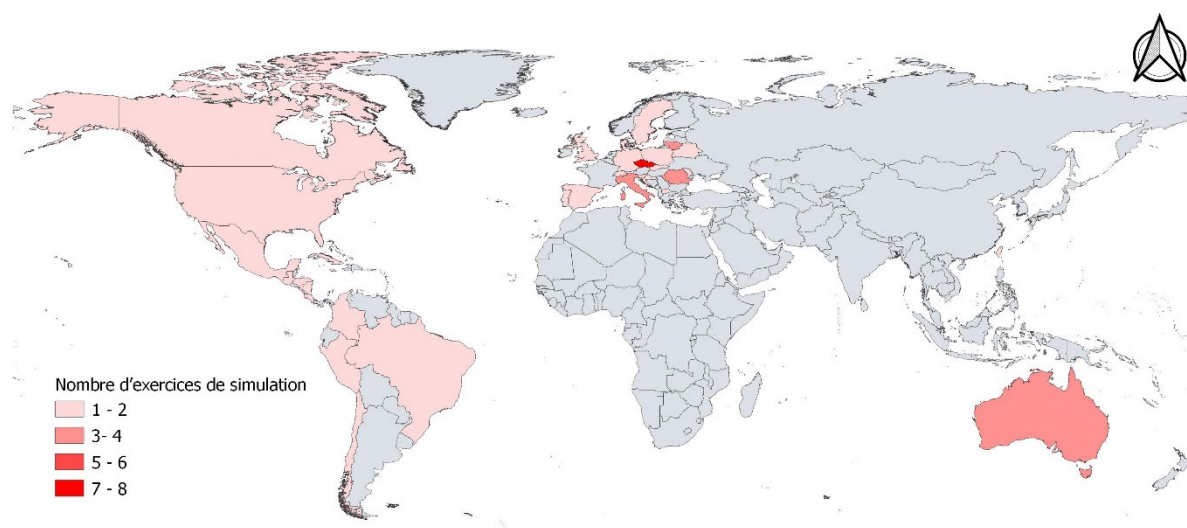 Nombre d'exercices de simulation
1 - 2
3- 4
5 - 6
7 - 8